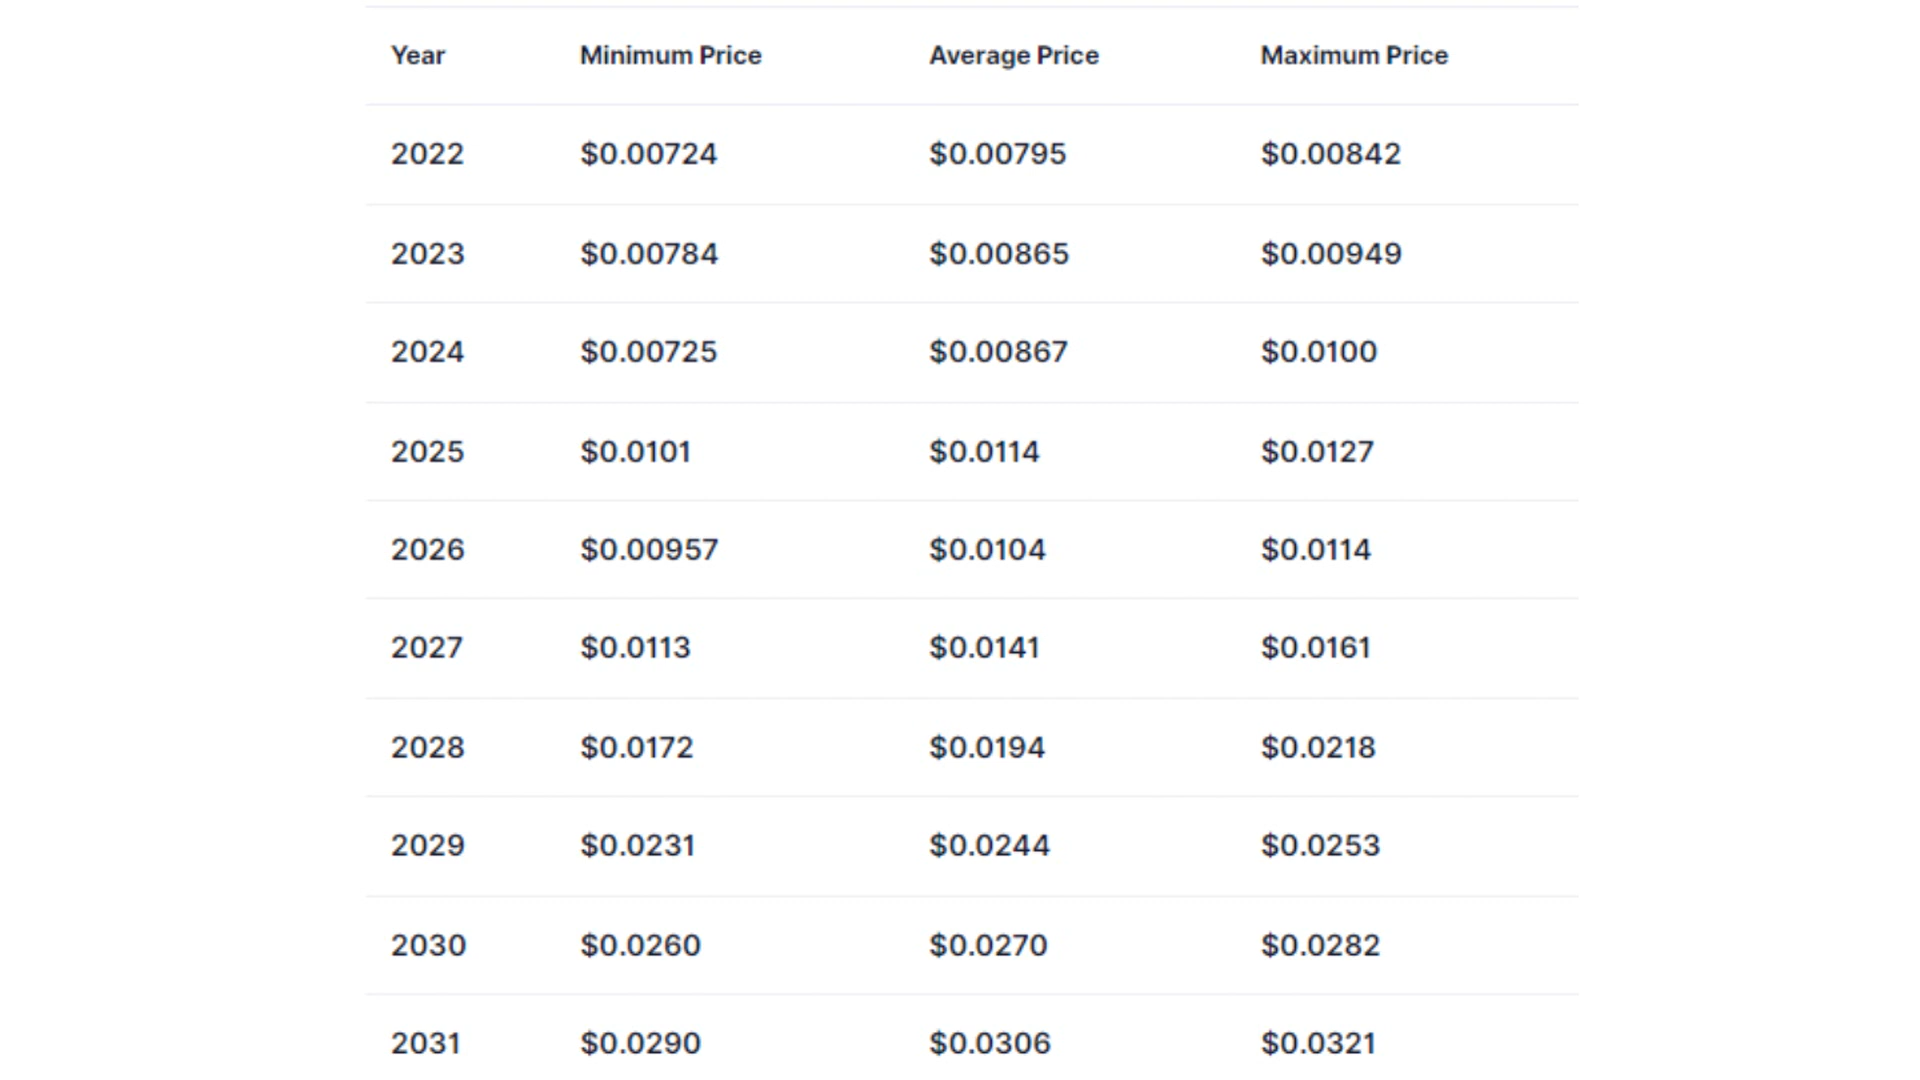 Year Minimum Price Average Price Maximum Price
2022 $0.00724 $0.00795 $0.00842
2023 $0.00784 $0.00865 $0.00949
2024 $0.00725 $0.00867 $0.0100
2025 $0.0101 $0.0114 $0.0127
2026 $0.00957 $0.0104 $0.0114
2027 $0.0113 $0.0141 $0.0161
2028 $0.0172 $0.0194 $0.0218
2029 $0.0231 $0.0244 $0.0253
2030 $0.0260 $0.0270 $0.0282
2031 $0.0290 $0.0306 $0.0321